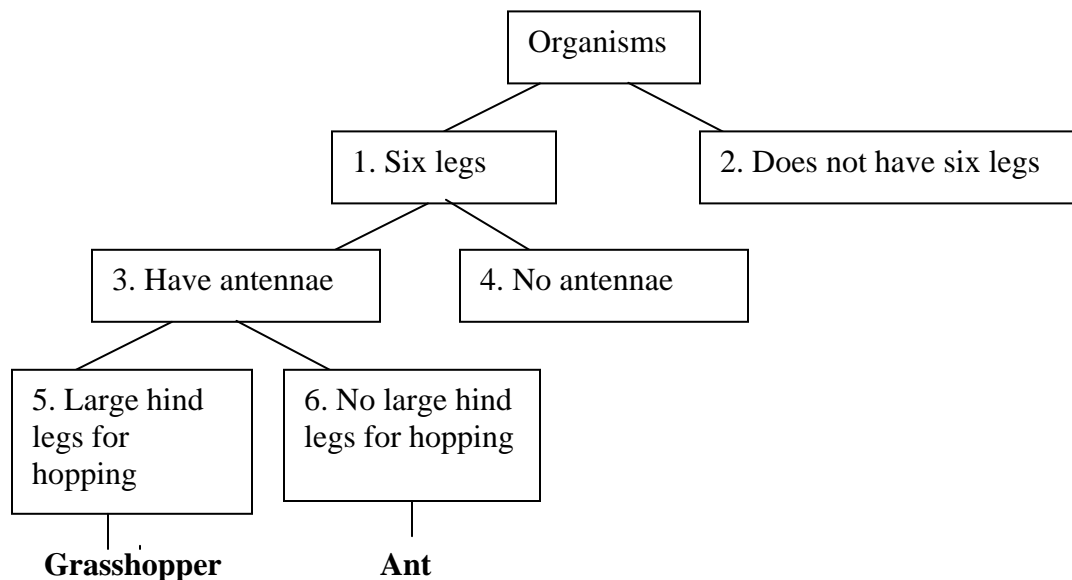 Organisms
1. Six legs
2. Does not have six legs
3. Have antennae
4. No antennae
5. Large hind
legs for
hopping
6. No large hind
legs for hopping
Grasshopper
Ant